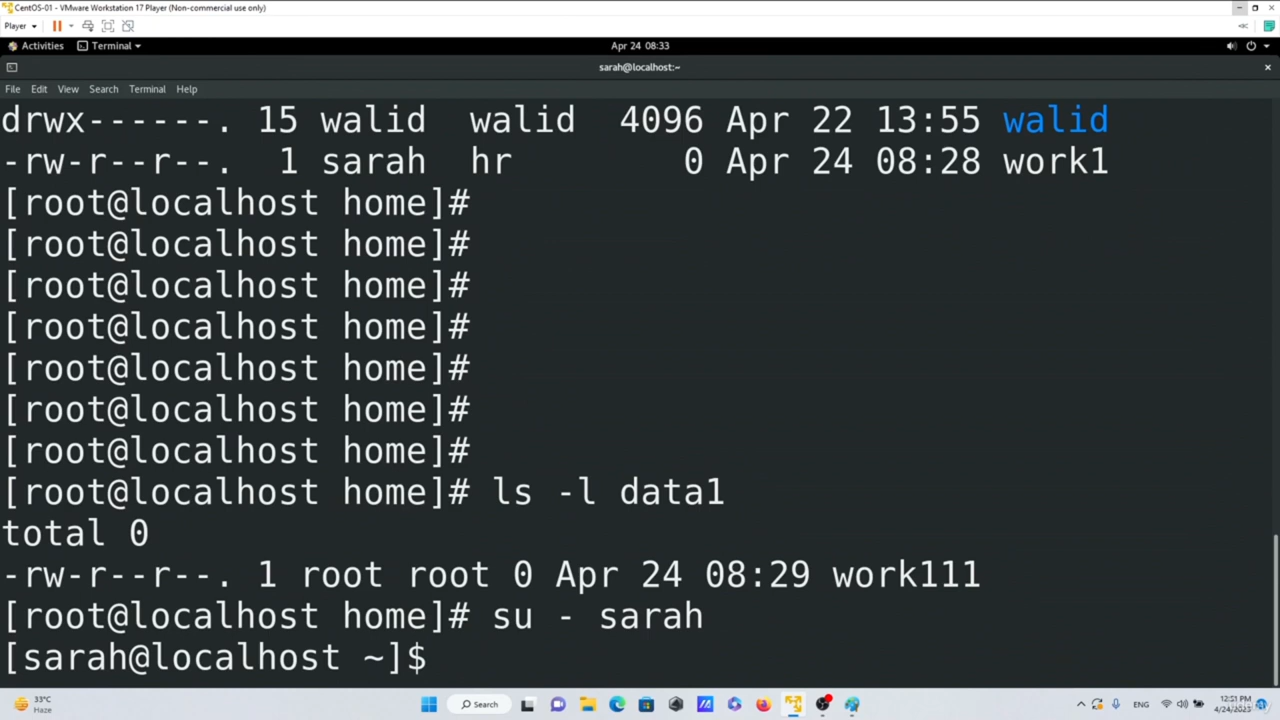 CentOS-01 - VMware Workstation 17 Player (Non-commercial use only)
Player
Activities Terminal Apr 24 08:33
sarah@localhost:~
File Edit View Search Terminal Help
drwx------. 15 walid walid 4096 Apr 22 13:55 walid
-rw-r--r--. 1 sarah hr 0 Apr 24 08:28 work1
[root@localhost home]#
[root@localhost home]#
[root@localhost home]#
[root@localhost home]#
[root@localhost home]#
[root@localhost home]#
[root@localhost home]#
[root@localhost home]# ls -l data1
total 0
-rw-r--r--. 1 root root 0 Apr 24 08:29 work111
[root@localhost home]# su - sarah
[sarah@localhost ~]$
33°C
Haze
Search
ENG
12:21 PM
4/24/2023